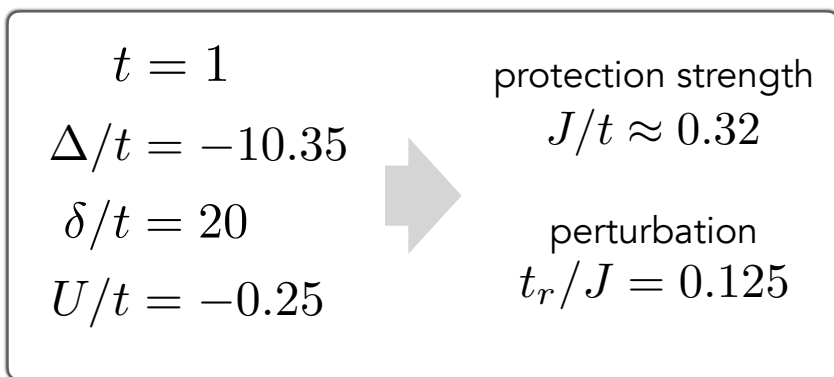 t = 1
Δ/t = −10.35
δ/t = 20
U/t = −0.25
protection strength
J/t ≈ 0.32
perturbation
t_r/J = 0.125